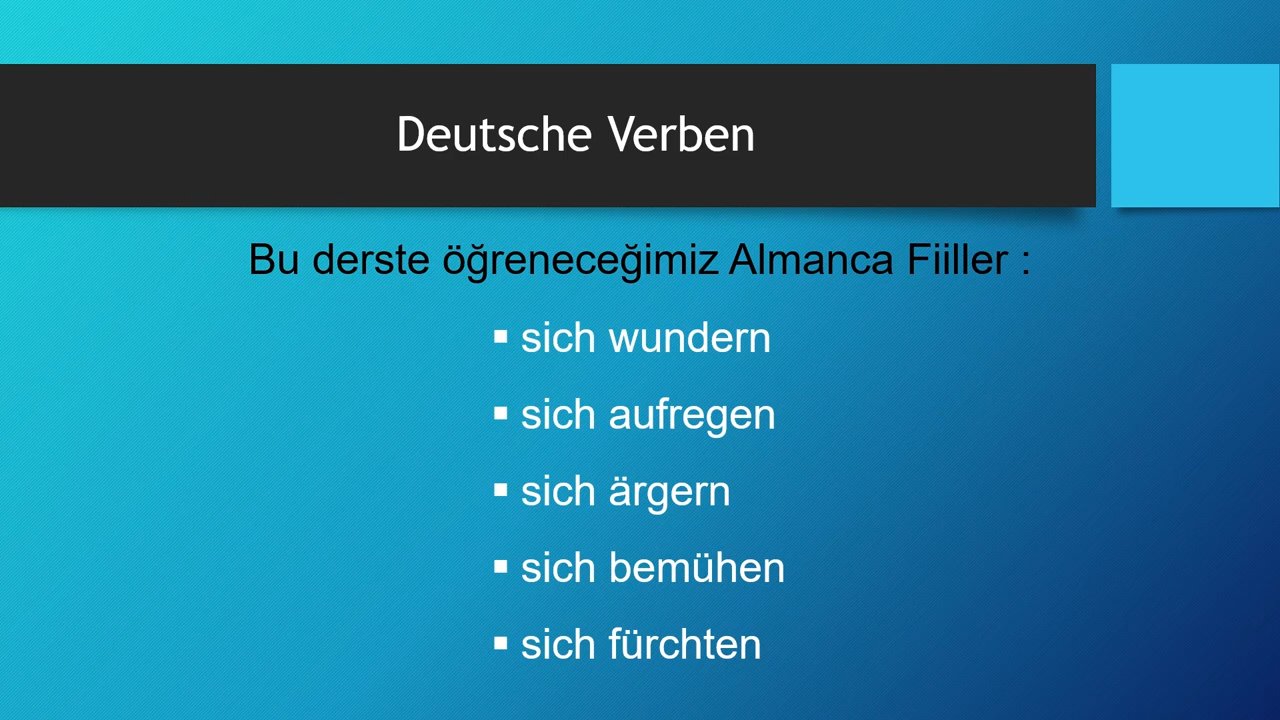 Deutsche Verben
Bu derste öğreneceğimiz Almanca Fiiller :
▪ sich wundern
▪ sich aufregen
▪ sich ärgern
▪ sich bemühen
▪ sich fürchten